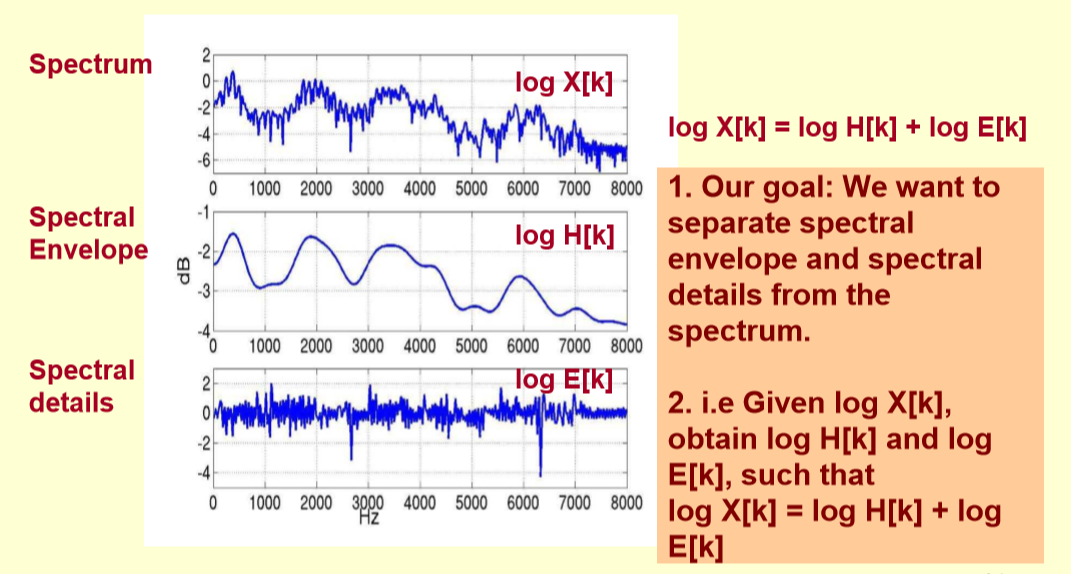 Spectrum
2
0
-2
-4
-6
log X[k]
0 1000 2000 3000 4000 5000 6000 7000 8000
Spectral
Envelope
dB
-1
-2
-3
-4
log H[k]
0 1000 2000 3000 4000 5000 6000 7000 8000
Spectral
details
2
0
-2
-4
log E[k]
0 1000 2000 3000 4000 5000 6000 7000 8000
Hz
log X[k] = log H[k] + log E[k]
1. Our goal: We want to
separate spectral
envelope and spectral
details from the
spectrum.
2. i.e Given log X[k],
obtain log H[k] and log
E[k], such that
log X[k] = log H[k] + log
E[k]